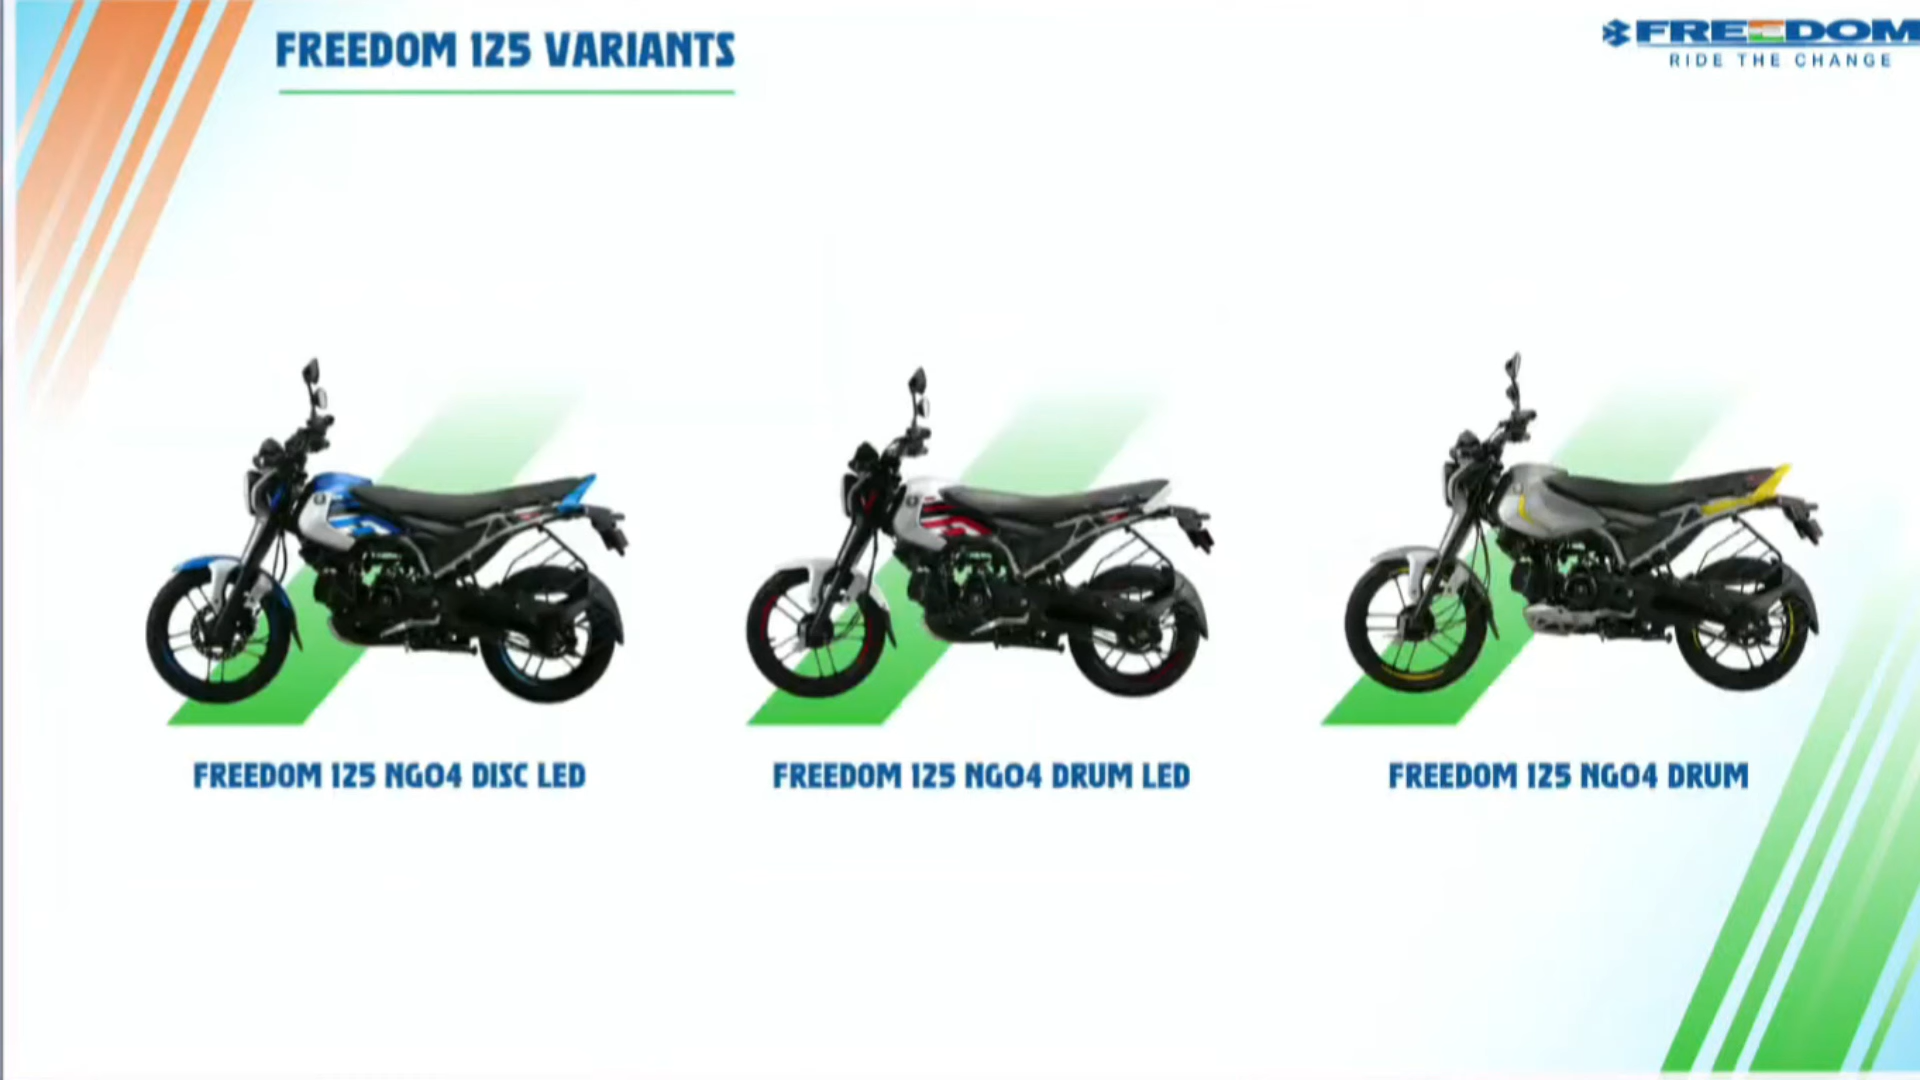 FREEDOM 125 VARIANTS
FREEDOM
RIDE THE CHANGE
FREEDOM 125 NG04 DISC LED
FREEDOM 125 NG04 DRUM LED
FREEDOM 125 NG04 DRUM